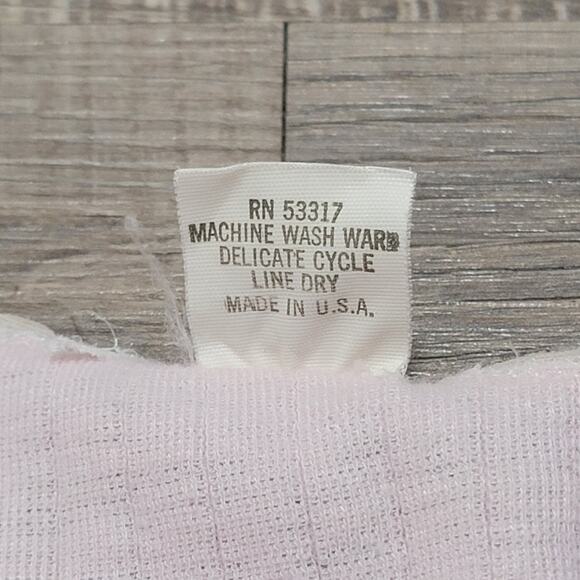 RN 53317
MACHINE WASH WARM
DELICATE CYCLE
LINE DRY
MADE IN U.S.A.